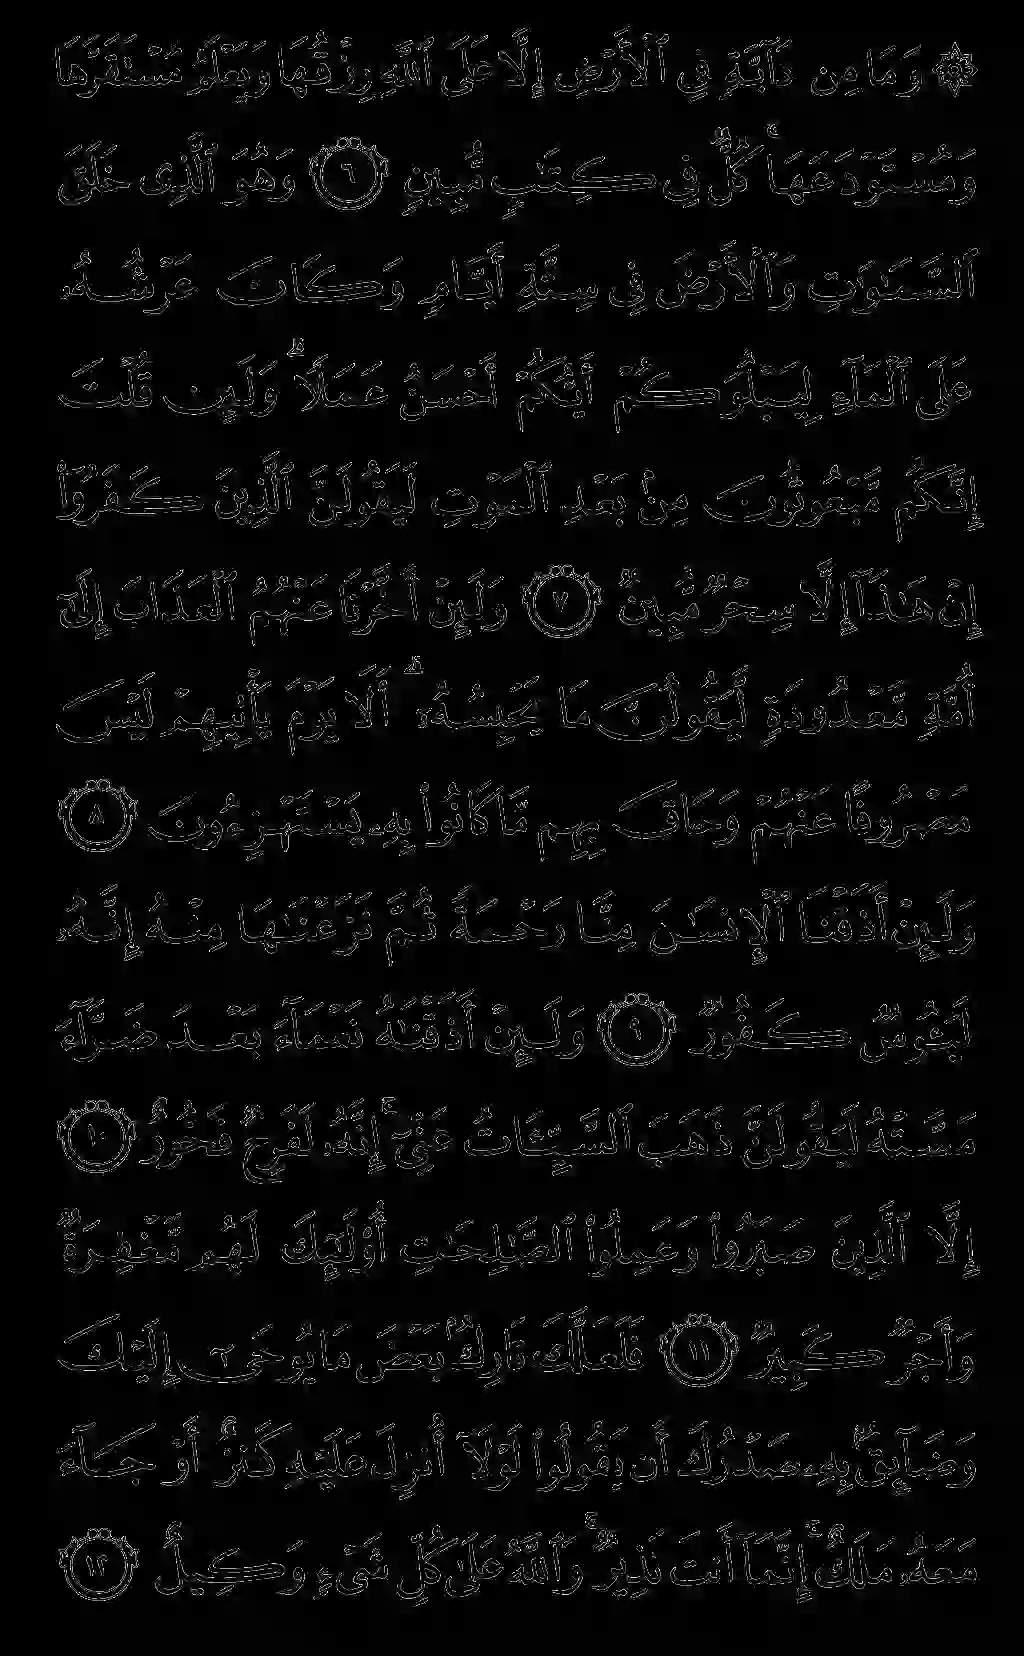 ۞ وَمَا مِن دَآبَّةٍ فِي ٱلْأَرْضِ إِلَّا عَلَى ٱللَّهِ رِزْقُهَا وَيَعْلَمُ مُسْتَقَرَّهَا
وَمُسْتَوْدَعَهَا ۚ كُلٌّ فِي كِتَٰبٍ مُّبِينٍ ٦ وَهُوَ ٱلَّذِى خَلَقَ
ٱلسَّمَٰوَٰتِ وَٱلْأَرْضَ فِي سِتَّةِ أَيَّامٍ وَكَانَ عَرْشُهُۥ
عَلَى ٱلْمَآءِ لِيَبْلُوَكُمْ أَيُّكُمْ أَحْسَنُ عَمَلًا ۗ وَلَئِن قُلْتَ
إِنَّكُم مَّبْعُوثُونَ مِنۢ بَعْدِ ٱلْمَوْتِ لَيَقُولَنَّ ٱلَّذِينَ كَفَرُوٓا۟
إِنْ هَٰذَآ إِلَّا سِحْرٌ مُّبِينٌ ٧ وَلَئِنْ أَخَّرْنَا عَنْهُمُ ٱلْعَذَابَ إِلَىٰٓ
أُمَّةٍ مَّعْدُودَةٍ لَّيَقُولُنَّ مَا يَحْبِسُهُۥٓ ۗ أَلَا يَوْمَ يَأْتِيهِمْ لَيْسَ
مَصْرُوفًا عَنْهُمْ وَحَاقَ بِهِم مَّا كَانُوا۟ بِهِۦ يَسْتَهْزِءُونَ ٨
وَلَئِنْ أَذَقْنَا ٱلْإِنسَٰنَ مِنَّا رَحْمَةً ثُمَّ نَزَعْنَٰهَا مِنْهُ إِنَّهُۥ
لَيَـُٔوسٌ كَفُورٌ ٩ وَلَئِنْ أَذَقْنَٰهُ نَعْمَآءَ بَعْدَ ضَرَّآءَ
مَسَّتْهُ لَيَقُولَنَّ ذَهَبَ ٱلسَّيِّـَٔاتُ عَنِّىٓ ۚ إِنَّهُۥ لَفَرِحٌ فَخُورٌ ١٠
إِلَّا ٱلَّذِينَ صَبَرُوا۟ وَعَمِلُوا۟ ٱلصَّٰلِحَٰتِ أُو۟لَٰٓئِكَ لَهُم مَّغْفِرَةٌ
وَأَجْرٌ كَبِيرٌ ١١ فَلَعَلَّكَ تَارِكٌۢ بَعْضَ مَا يُوحَىٰٓ إِلَيْكَ
وَضَآئِقٌۢ بِهِۦ صَدْرُكَ أَن يَقُولُوا۟ لَوْلَآ أُنزِلَ عَلَيْهِ كَنزٌ أَوْ جَآءَ
مَعَهُۥ مَلَكٌ ۚ إِنَّمَآ أَنتَ نَذِيرٌ ۚ وَٱللَّهُ عَلَىٰ كُلِّ شَىْءٍ وَكِيلٌ ١٢